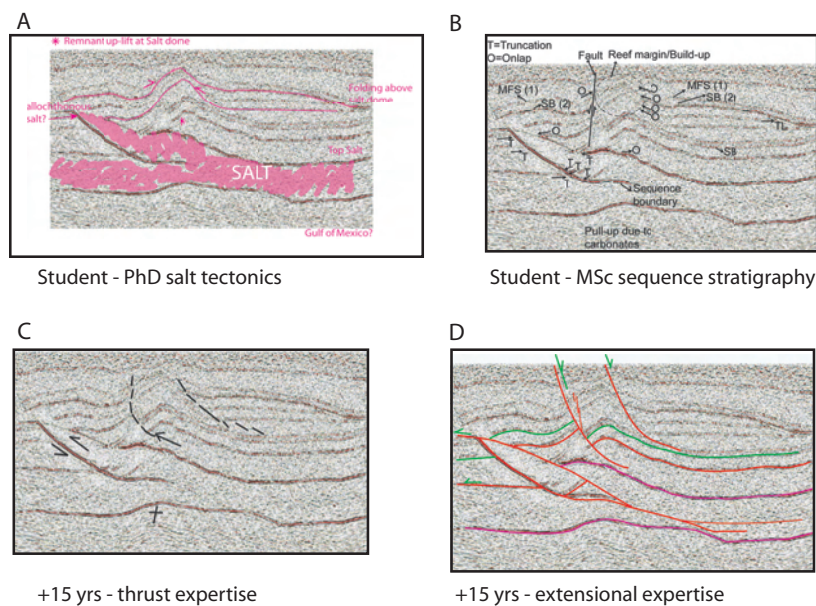 A
✳ Remnant up-lift at Salt dome
Folding above
salt dome
allochthonous
salt?
Top Salt
SALT
Gulf of Mexico?
Student - PhD salt tectonics
B
T=Truncation
O=Onlap
Fault
Reef margin/Build-up
MFS (1)
SB (2)
O
O
O
O
MFS (1)
SB (2)
TL
O
T
T
T
T
T
T
T
O
SB
Sequence
boundary
Pull-up due to
carbonates
Student - MSc sequence stratigraphy
C
+15 yrs - thrust expertise
D
+15 yrs - extensional expertise